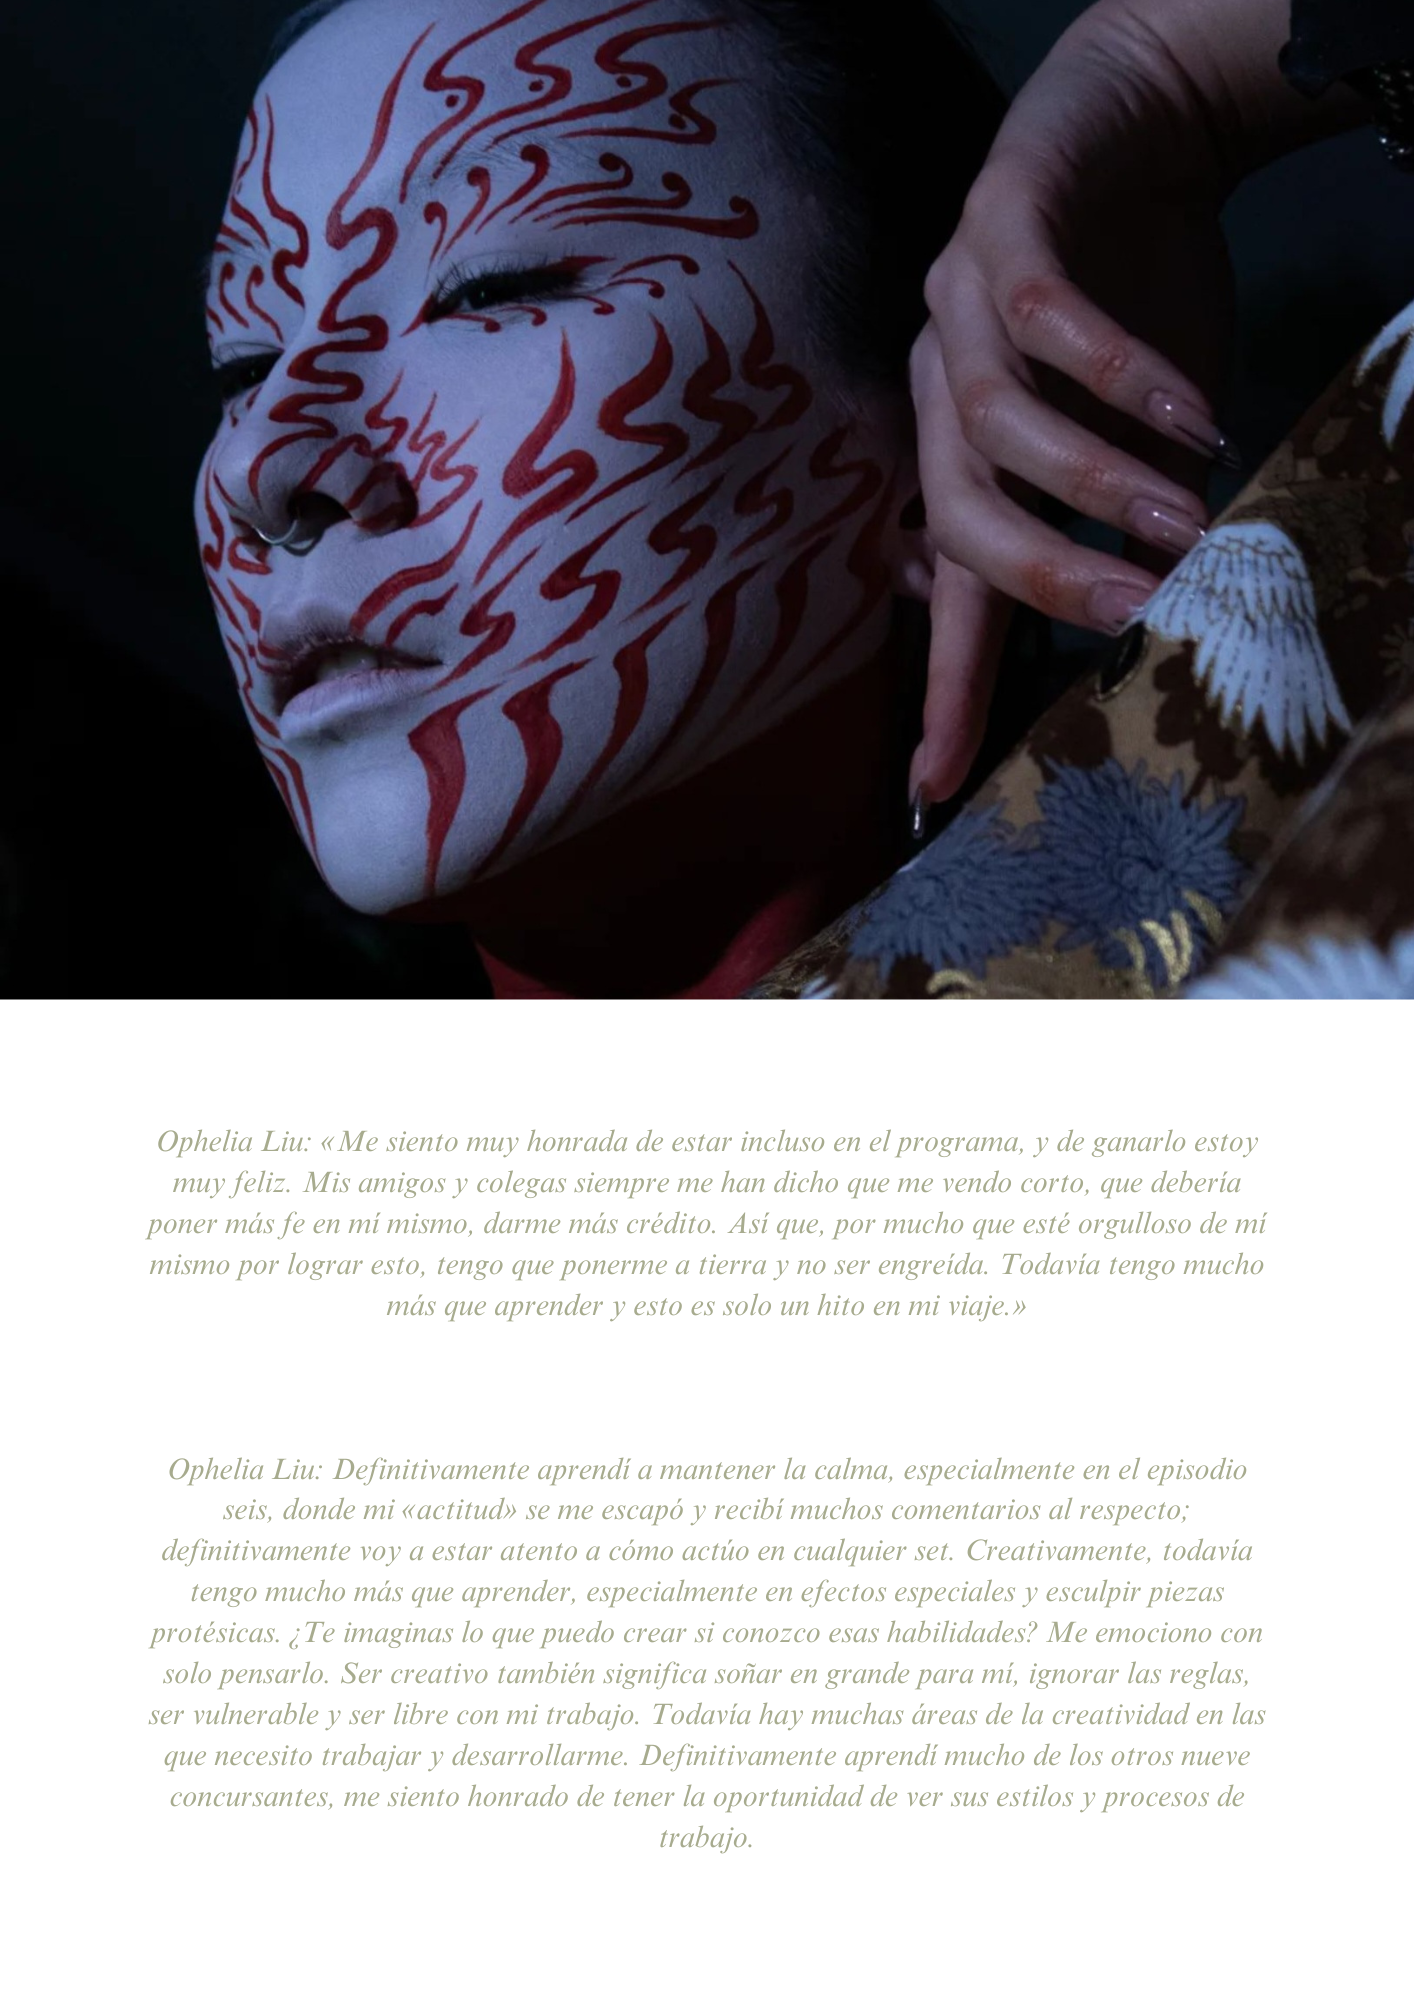 Ophelia Liu: «Me siento muy honrada de estar incluso en el programa, y de ganarlo estoy
muy feliz. Mis amigos y colegas siempre me han dicho que me vendo corto, que debería
poner más fe en mí mismo, darme más crédito. Así que, por mucho que esté orgulloso de mí
mismo por lograr esto, tengo que ponerme a tierra y no ser engreída. Todavía tengo mucho
más que aprender y esto es solo un hito en mi viaje.»
Ophelia Liu: Definitivamente aprendí a mantener la calma, especialmente en el episodio
seis, donde mi «actitud» se me escapó y recibí muchos comentarios al respecto;
definitivamente voy a estar atento a cómo actúo en cualquier set. Creativamente, todavía
tengo mucho más que aprender, especialmente en efectos especiales y esculpir piezas
protésicas. ¿Te imaginas lo que puedo crear si conozco esas habilidades? Me emociono con
solo pensarlo. Ser creativo también significa soñar en grande para mí, ignorar las reglas,
ser vulnerable y ser libre con mi trabajo. Todavía hay muchas áreas de la creatividad en las
que necesito trabajar y desarrollarme. Definitivamente aprendí mucho de los otros nueve
concursantes, me siento honrado de tener la oportunidad de ver sus estilos y procesos de
trabajo.